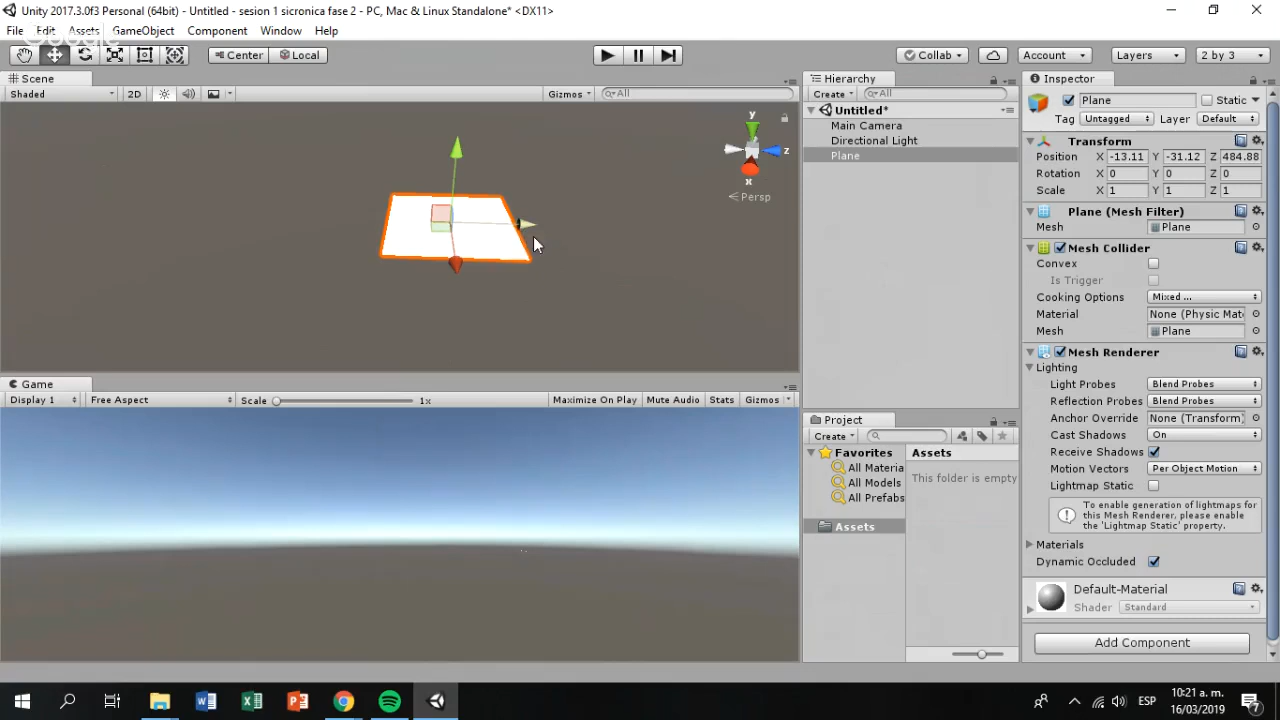 Unity 2017.3.0f3 Personal (64bit) - Untitled - sesion 1 sicronica fase 2 - PC, Mac & Linux Standalone* <DX11>
File Edit Assets GameObject Component Window Help
Google
Center Local Collab Account Layers 2 by 3
Scene
Shaded 2D Gizmos All
y
z
x
Persp
Game
Display 1 Free Aspect Scale 1x Maximize On Play Mute Audio Stats Gizmos
Hierarchy
Create All
Untitled*
Main Camera
Directional Light
Plane
Project
Create
Favorites
All Materia
All Models
All Prefabs
Assets
Assets
This folder is empty
Inspector
Plane Static
Tag Untagged Layer Default
Transform
Position X -13.11 Y -31.12 Z 484.88
Rotation X 0 Y 0 Z 0
Scale X 1 Y 1 Z 1
Plane (Mesh Filter)
Mesh Plane
Mesh Collider
Convex
Is Trigger
Cooking Options Mixed ...
Material None (Physic Mate
Mesh Plane
Mesh Renderer
Lighting
Light Probes Blend Probes
Reflection Probes Blend Probes
Anchor Override None (Transform)
Cast Shadows On
Receive Shadows
Motion Vectors Per Object Motion
Lightmap Static
To enable generation of lightmaps for
this Mesh Renderer, please enable
the 'Lightmap Static' property.
Materials
Dynamic Occluded
Default-Material
Shader Standard
Add Component
ESP
10:21 a. m.
16/03/2019
7